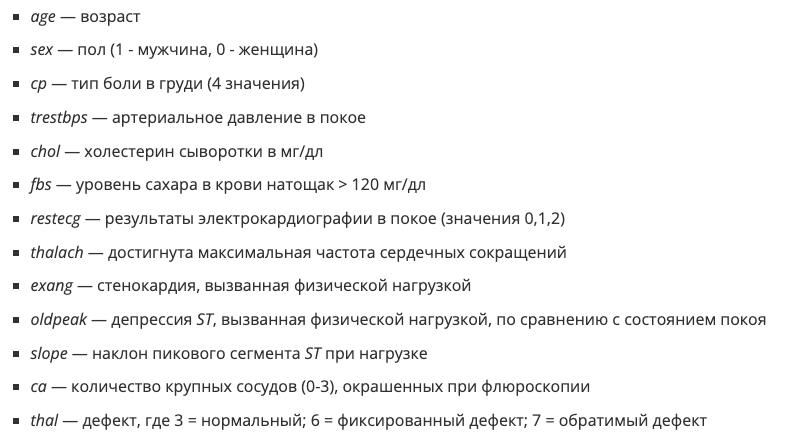 ▪ age — возраст
▪ sex — пол (1 - мужчина, 0 - женщина)
▪ cp — тип боли в груди (4 значения)
▪ trestbps — артериальное давление в покое
▪ chol — холестерин сыворотки в мг/дл
▪ fbs — уровень сахара в крови натощак > 120 мг/дл
▪ restecg — результаты электрокардиографии в покое (значения 0,1,2)
▪ thalach — достигнута максимальная частота сердечных сокращений
▪ exang — стенокардия, вызванная физической нагрузкой
▪ oldpeak — депрессия ST, вызванная физической нагрузкой, по сравнению с состоянием покоя
▪ slope — наклон пикового сегмента ST при нагрузке
▪ ca — количество крупных сосудов (0-3), окрашенных при флюроскопии
▪ thal — дефект, где 3 = нормальный; 6 = фиксированный дефект; 7 = обратимый дефект